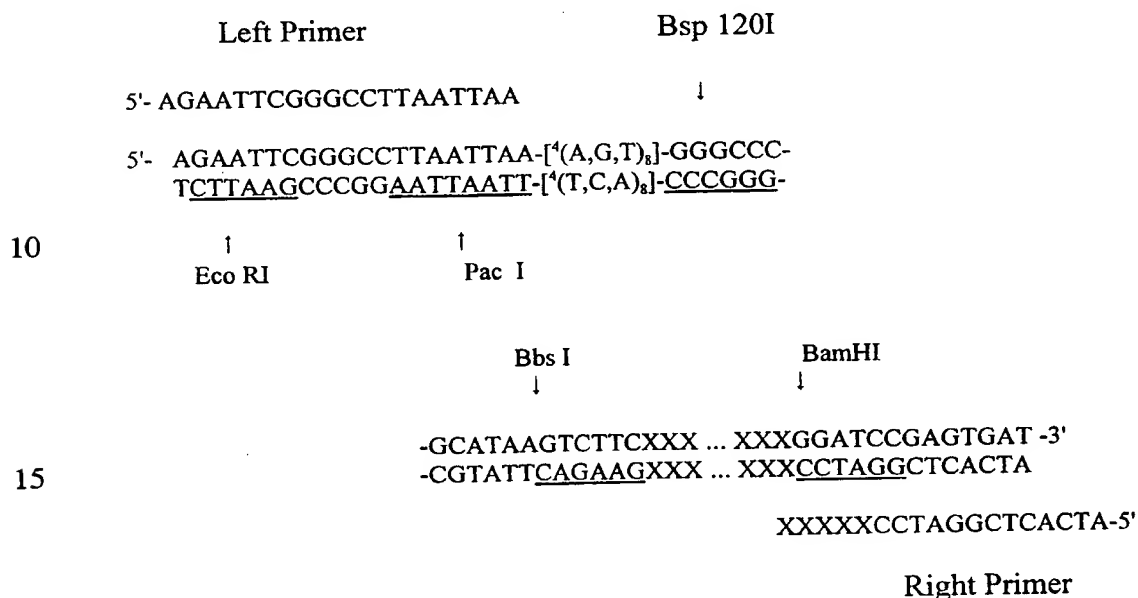 Left Primer Bsp 120I
5'- AGAATTCGGGCCTTAATTAA ↓
5'- AGAATTCGGGCCTTAATTAA-[⁴(A,G,T)₈]-GGGCCC-
TCTTAAGCCCGGAATTAATT-[⁴(T,C,A)₈]-CCCGGG-
10 ↑ ↑
Eco RI Pac I
Bbs I BamHI
↓ ↓
-GCATAAGTCTTCXXX ... XXXGGATCCGAGTGAT -3'
15 -CGTATTCAGAAGXXX ... XXXCCTAGGCTCACTA
XXXXXCCTAGGCTCACTA-5'
Right Primer